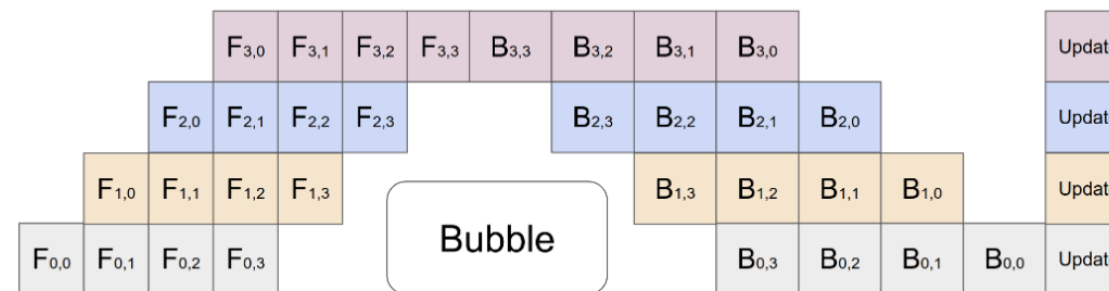 F3,0 F3,1 F3,2 F3,3 B3,3 B3,2 B3,1 B3,0 Updat
F2,0 F2,1 F2,2 F2,3 B2,3 B2,2 B2,1 B2,0 Updat
F1,0 F1,1 F1,2 F1,3 B1,3 B1,2 B1,1 B1,0 Updat
Bubble
F0,0 F0,1 F0,2 F0,3 B0,3 B0,2 B0,1 B0,0 Updat